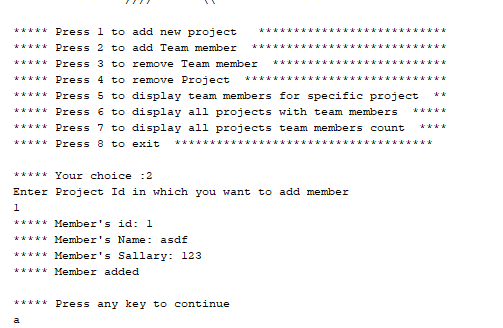 ////        \\
***** Press 1 to add new project   ***************************
***** Press 2 to add Team member  ****************************
***** Press 3 to remove Team member  *************************
***** Press 4 to remove Project  *****************************
***** Press 5 to display team members for specific project  **
***** Press 6 to display all projects with team members  *****
***** Press 7 to display all projects team members count  ****
***** Press 8 to exit  *************************************
***** Your choice :2
Enter Project Id in which you want to add member
1
***** Member's id: 1
***** Member's Name: asdf
***** Member's Sallary: 123
***** Member added
***** Press any key to continue
a